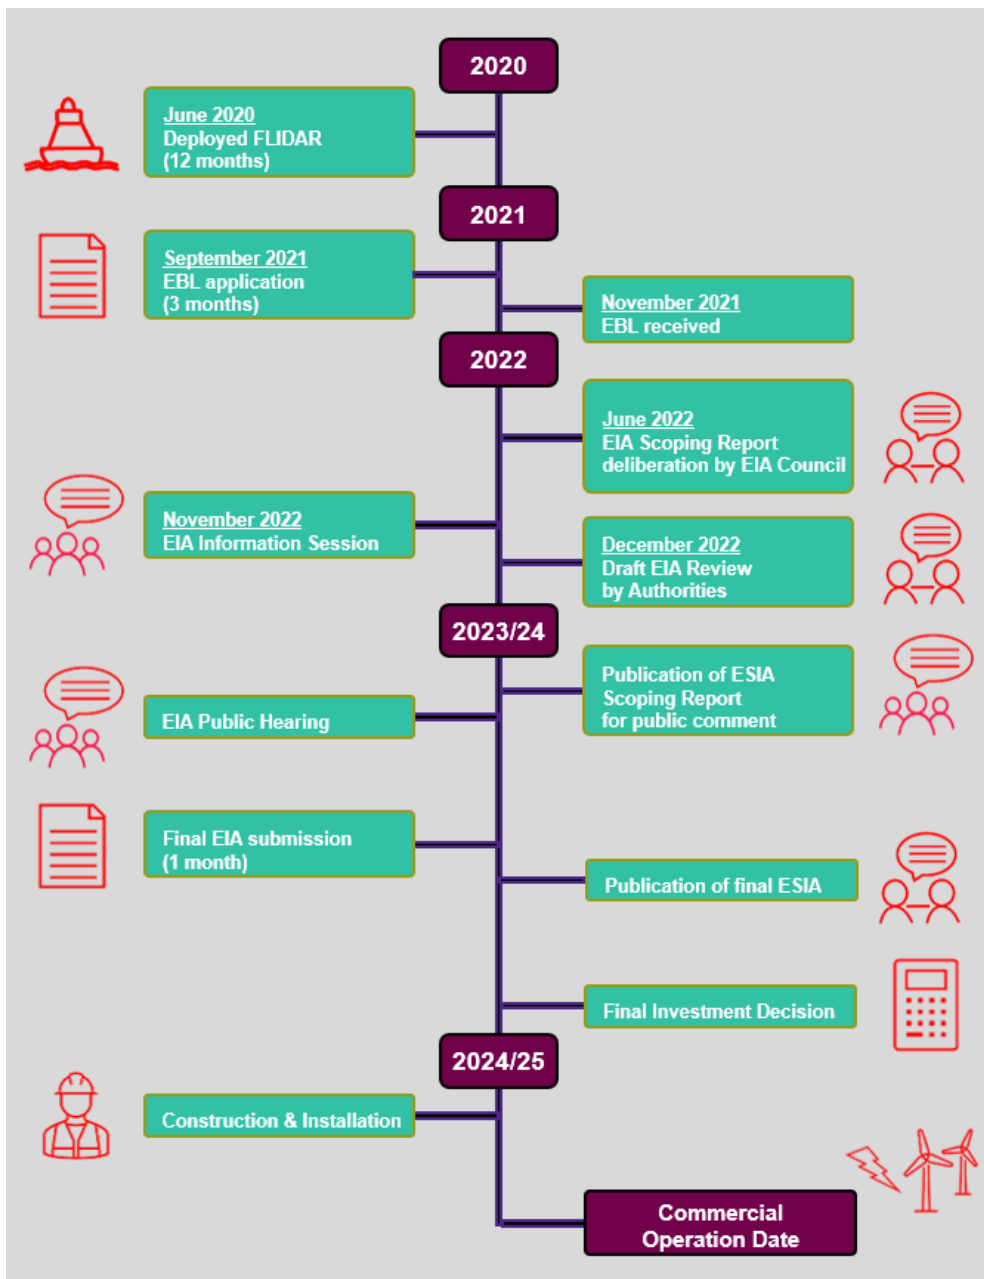 2020
June 2020
Deployed FLIDAR
(12 months)
2021
September 2021
EBL application
(3 months)
November 2021
EBL received
2022
June 2022
EIA Scoping Report
deliberation by EIA Council
November 2022
EIA Information Session
December 2022
Draft EIA Review
by Authorities
2023/24
Publication of ESIA
Scoping Report
for public comment
EIA Public Hearing
Final EIA submission
(1 month)
Publication of final ESIA
Final Investment Decision
2024/25
Construction & Installation
Commercial
Operation Date